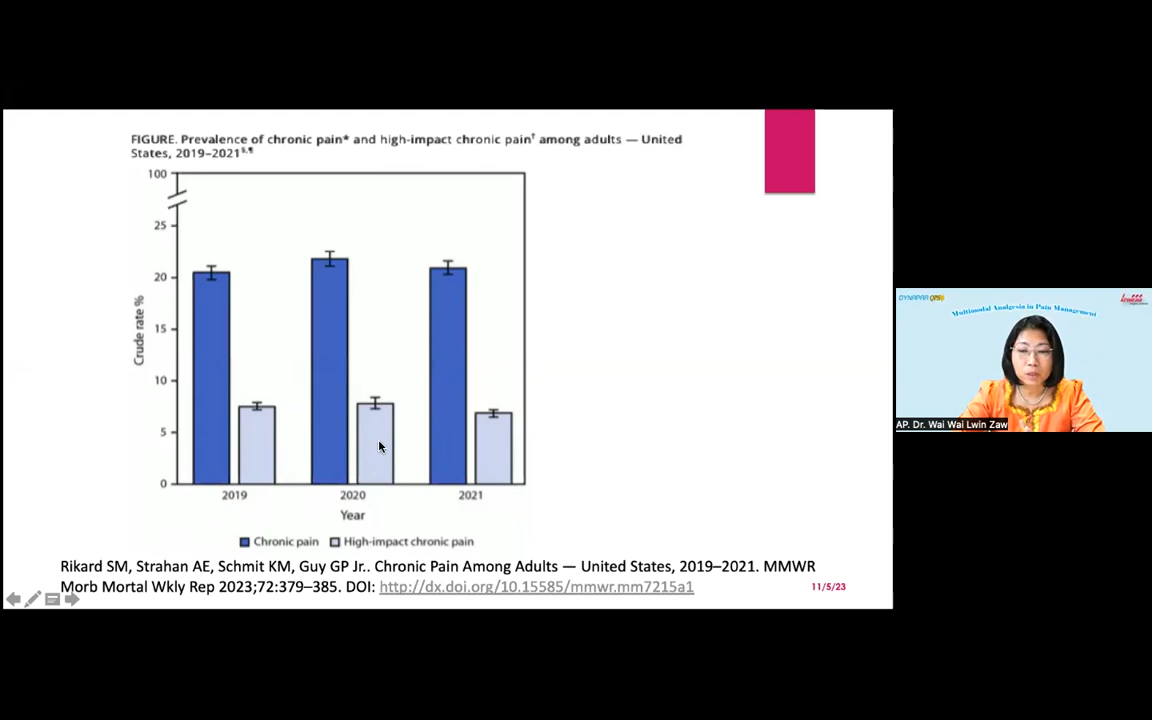 FIGURE. Prevalence of chronic pain* and high-impact chronic pain† among adults — United
States, 2019–2021§,¶
100
25
20
15
10
5
0
Crude rate %
2019 2020 2021
Year
Chronic pain High-impact chronic pain
Rikard SM, Strahan AE, Schmit KM, Guy GP Jr.. Chronic Pain Among Adults — United States, 2019–2021. MMWR
Morb Mortal Wkly Rep 2023;72:379–385. DOI: http://dx.doi.org/10.15585/mmwr.mm7215a1
11/5/23
DYNAPAR QPS
Multimodal Analgesia in Pain Management
AP. Dr. Wai Wai Lwin Zaw